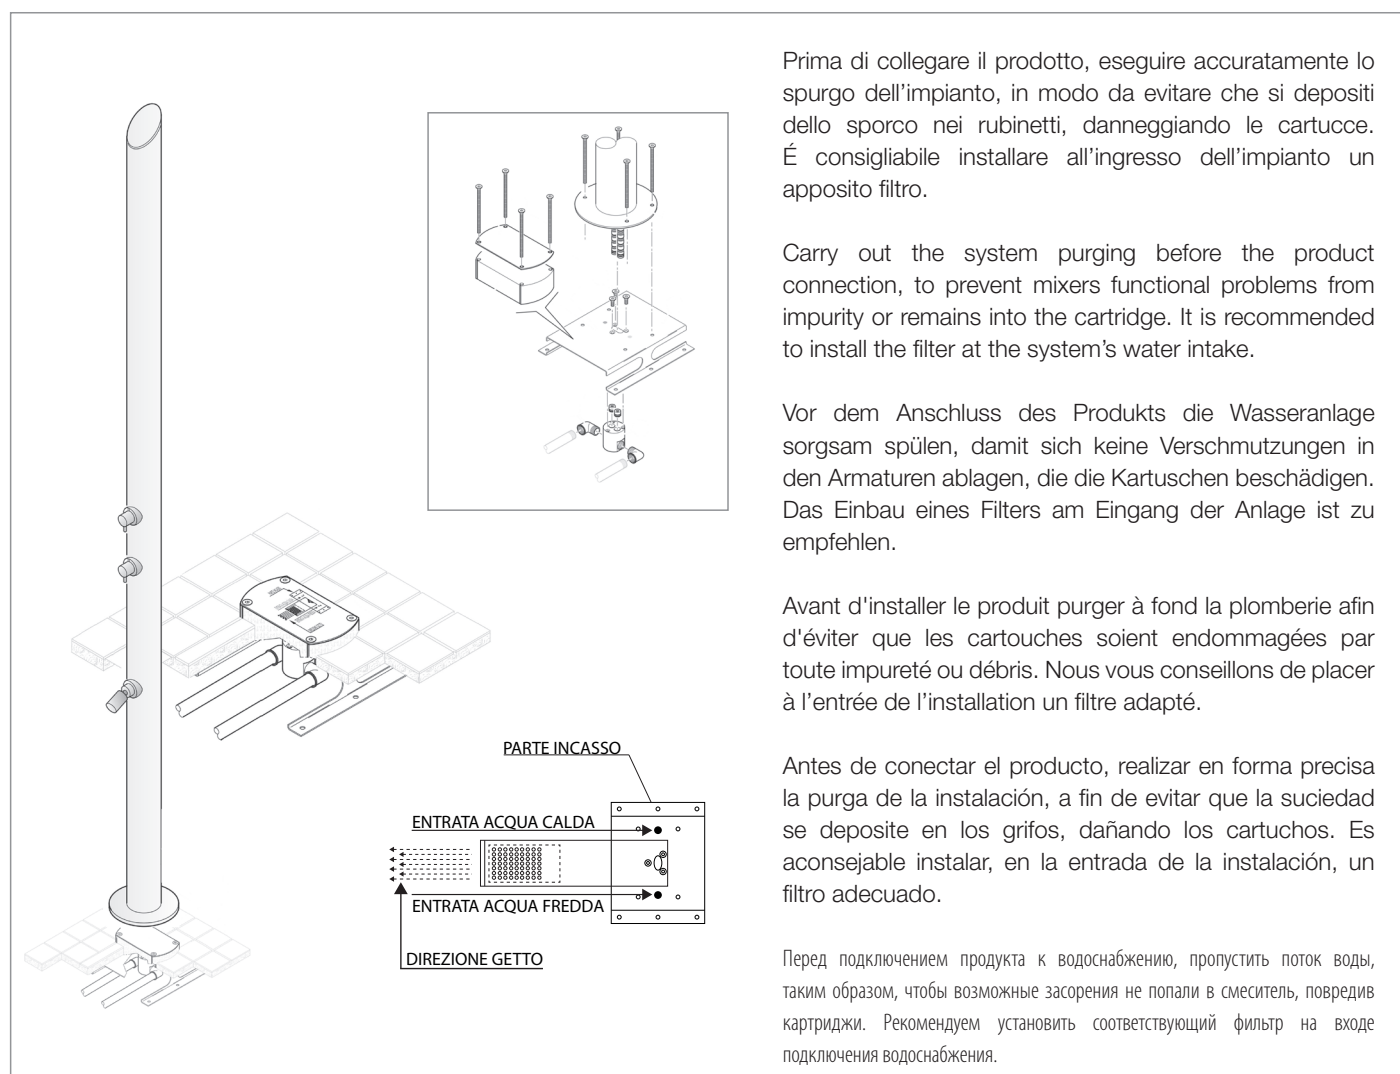 Prima di collegare il prodotto, eseguire accuratamente lo
spurgo dell’impianto, in modo da evitare che si depositi
dello sporco nei rubinetti, danneggiando le cartucce.
É consigliabile installare all’ingresso dell’impianto un
apposito filtro.
Carry out the system purging before the product
connection, to prevent mixers functional problems from
impurity or remains into the cartridge. It is recommended
to install the filter at the system’s water intake.
Vor dem Anschluss des Produkts die Wasseranlage
sorgsam spülen, damit sich keine Verschmutzungen in
den Armaturen ablagen, die die Kartuschen beschädigen.
Das Einbau eines Filters am Eingang der Anlage ist zu
empfehlen.
Avant d'installer le produit purger à fond la plomberie afin
d'éviter que les cartouches soient endommagées par
toute impureté ou débris. Nous vous conseillons de placer
à l’entrée de l’installation un filtre adapté.
Antes de conectar el producto, realizar en forma precisa
la purga de la instalación, a fin de evitar que la suciedad
se deposite en los grifos, dañando los cartuchos. Es
aconsejable instalar, en la entrada de la instalación, un
filtro adecuado.
Перед подключением продукта к водоснабжению, пропустить поток воды,
таким образом, чтобы возможные засорения не попали в смеситель, повредив
картриджи. Рекомендуем установить соответствующий фильтр на входе
подключения водоснабжения.
PARTE INCASSO
ENTRATA ACQUA CALDA
ENTRATA ACQUA FREDDA
DIREZIONE GETTO